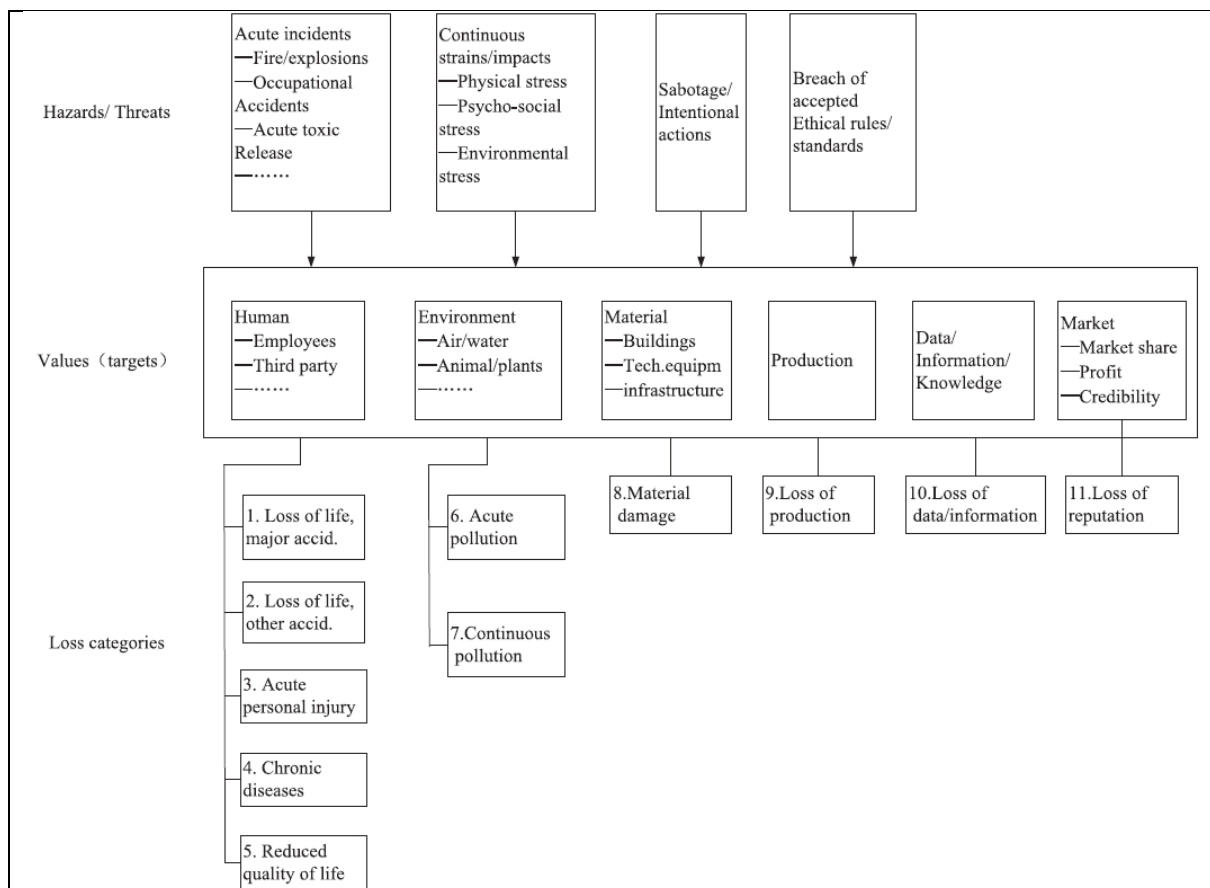 Hazards/ Threats
Acute incidents
—Fire/explosions
—Occupational
Accidents
—Acute toxic
Release
—······
Continuous
strains/impacts
—Physical stress
—Psycho-social
stress
—Environmental
stress
Sabotage/
Intentional
actions
Breach of
accepted
Ethical rules/
standards
Values（targets）
Human
—Employees
—Third party
—······
Environment
—Air/water
—Animal/plants
—······
Material
—Buildings
—Tech.equipm
—infrastructure
Production
Data/
Information/
Knowledge
Market
—Market share
—Profit
—Credibility
Loss categories
1. Loss of life,
major accid.
2. Loss of life,
other accid.
3. Acute
personal injury
4. Chronic
diseases
5. Reduced
quality of life
6. Acute
pollution
7.Continuous
pollution
8.Material
damage
9.Loss of
production
10.Loss of
data/information
11.Loss of
reputation